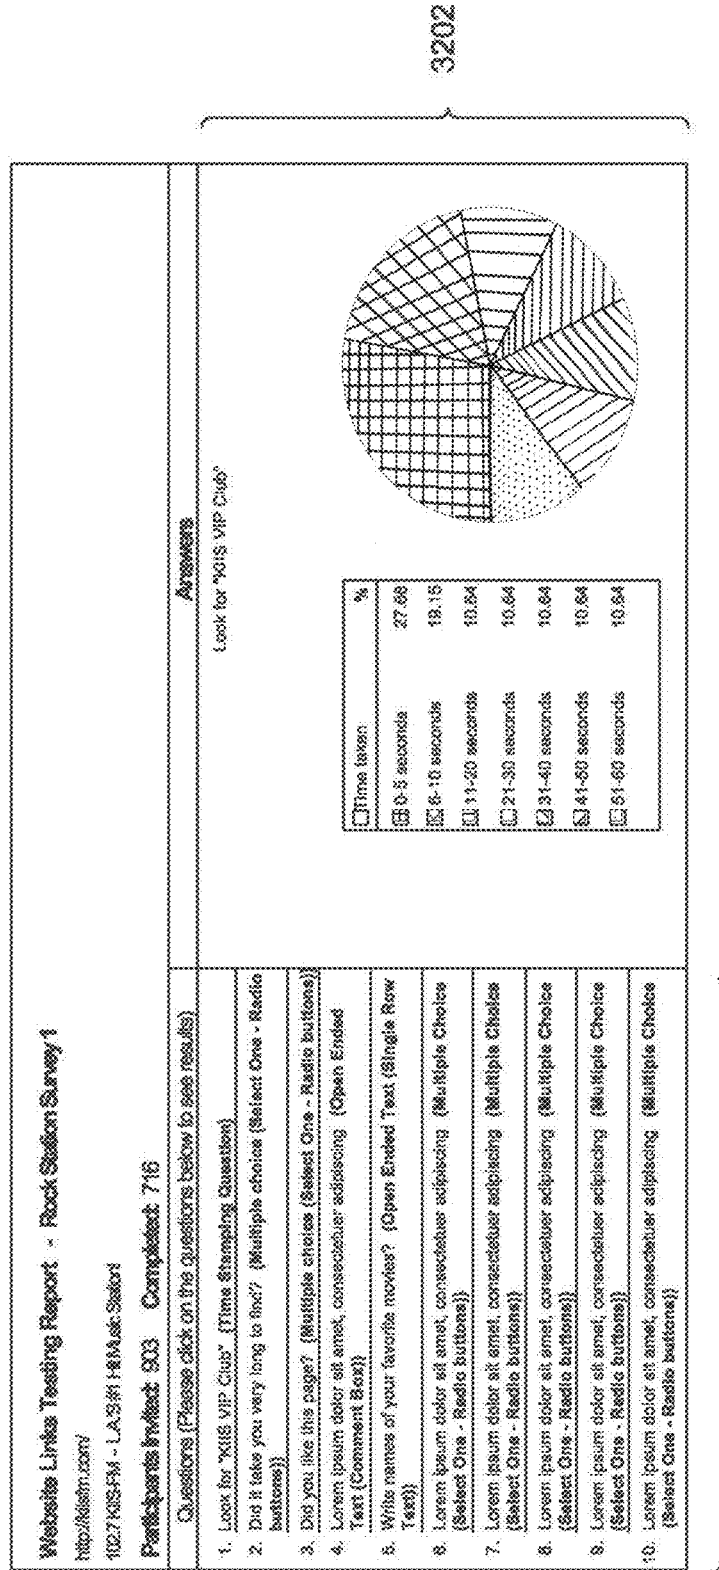 Website Links Testing Report - Rock Station Survey 1
http://kiisfm.com/
102.7 KIIS-FM - LA'S #1 Hit Music Station!
Participants Invited: 903 Completed: 716
Questions (Please click on the questions below to see results)
Answers
1. Look for "KIIS VIP Club" {Time Stamping Question}
2. Did it take you very long to find? {Multiple choice (Select One - Radio
buttons)}
3. Did you like this page? {Multiple choice (Select One - Radio buttons)}
4. Lorem ipsum dolor sit amet, consectetuer adipiscing {Open Ended
Text (Comment Box)}
5. Write names of your favorite movies? {Open Ended Text (Single Row
Text)}
6. Lorem ipsum dolor sit amet, consectetuer adipiscing {Multiple Choice
(Select One - Radio buttons)}
7. Lorem ipsum dolor sit amet, consectetuer adipiscing {Multiple Choice
(Select One - Radio buttons)}
8. Lorem ipsum dolor sit amet, consectetuer adipiscing {Multiple Choice
(Select One - Radio buttons)}
9. Lorem ipsum dolor sit amet, consectetuer adipiscing {Multiple Choice
(Select One - Radio buttons)}
10. Lorem ipsum dolor sit amet, consectetuer adipiscing {Multiple Choice
(Select One - Radio buttons)}
Look for "KIIS VIP Club"
Time taken %
0-5 seconds 27.66
6-10 seconds 19.15
11-20 seconds 10.64
21-30 seconds 10.64
31-40 seconds 10.64
41-50 seconds 10.64
51-60 seconds 10.64
3202